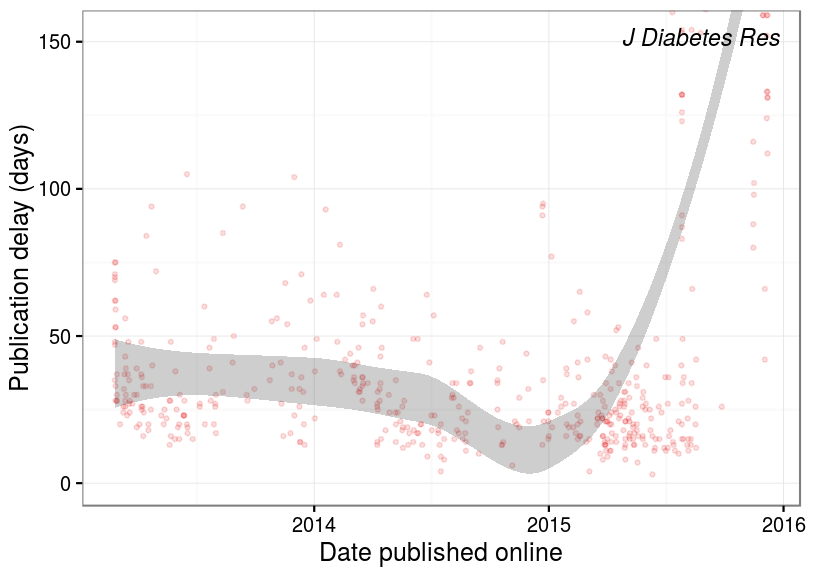 J Diabetes Res
150
100
50
0
Publication delay (days)
2014
2015
2016
Date published online